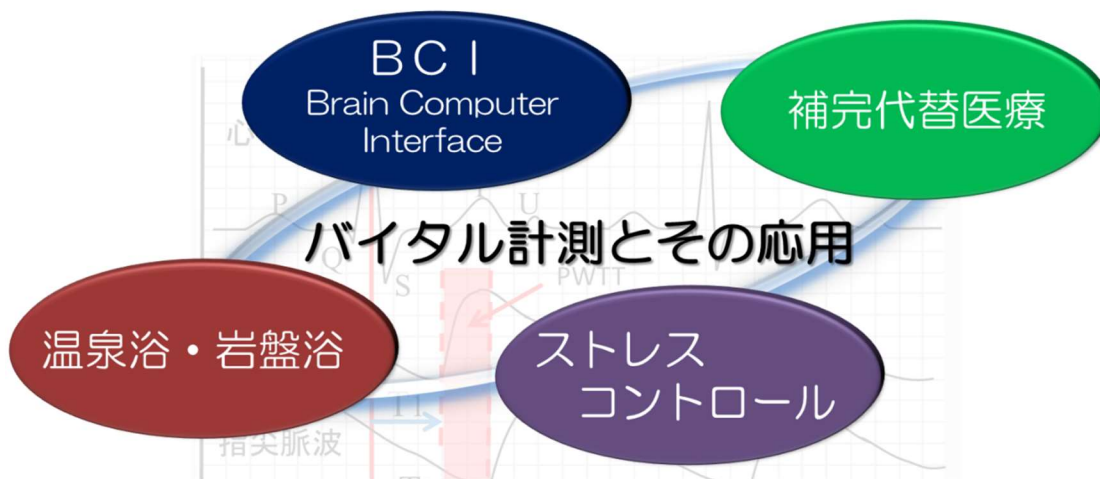 BCI
Brain Computer
Interface
補完代替医療
P
U
バイタル計測とその応用
Q
S
PWTT
温泉浴・岩盤浴
ストレス
コントロール
指尖脈波